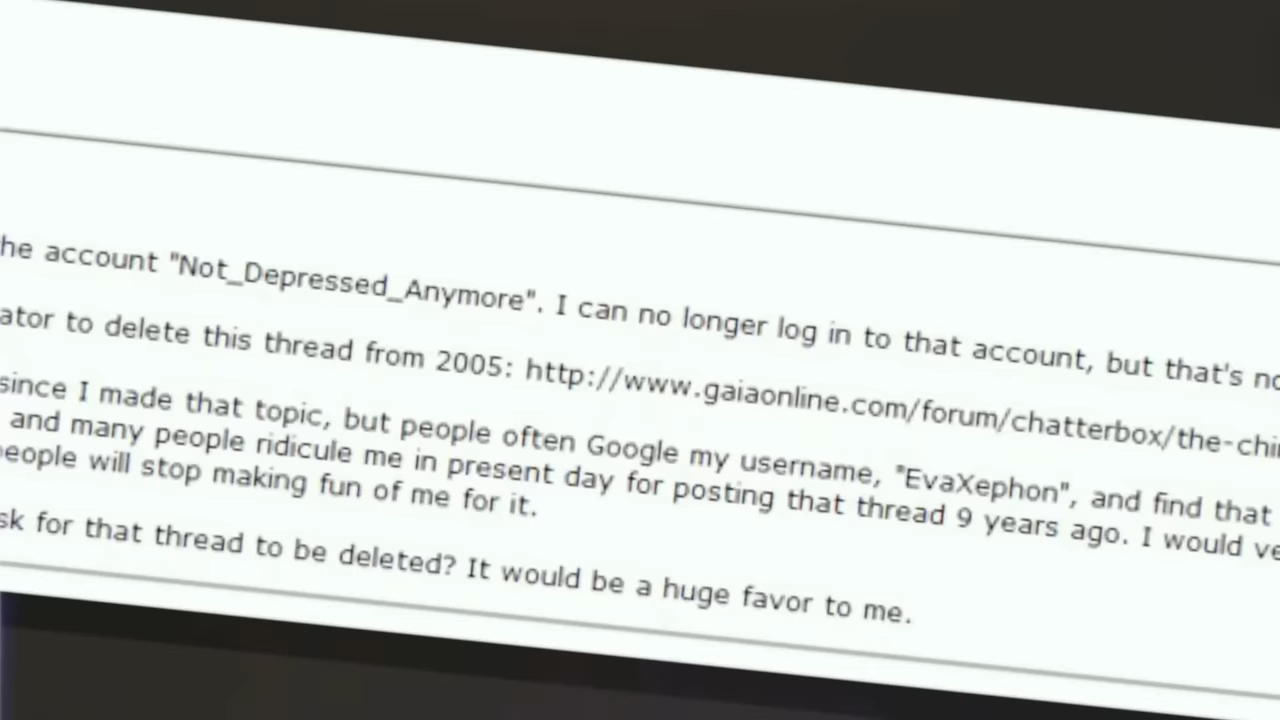 he account "Not_Depressed_Anymore". I can no longer log in to that account, but that's no
ator to delete this thread from 2005: http://www.gaiaonline.com/forum/chatterbox/the-chi
since I made that topic, but people often Google my username, "EvaXephon", and find that
and many people ridicule me in present day for posting that thread 9 years ago. I would ve
people will stop making fun of me for it.
sk for that thread to be deleted? It would be a huge favor to me.